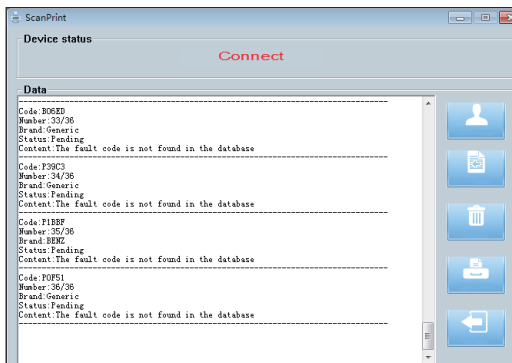 ScanPrint
Device status
Connect
Data
Code:B06ED
Number:33/36
Brand:Generic
Status:Pending
Content:The fault code is not found in the database
Code:P39C3
Number:34/36
Brand:Generic
Status:Pending
Content:The fault code is not found in the database
Code:P1BBF
Number:35/36
Brand:BENZ
Status:Pending
Content:The fault code is not found in the database
Code:P0F51
Number:36/36
Brand:Generic
Status:Pending
Content:The fault code is not found in the database